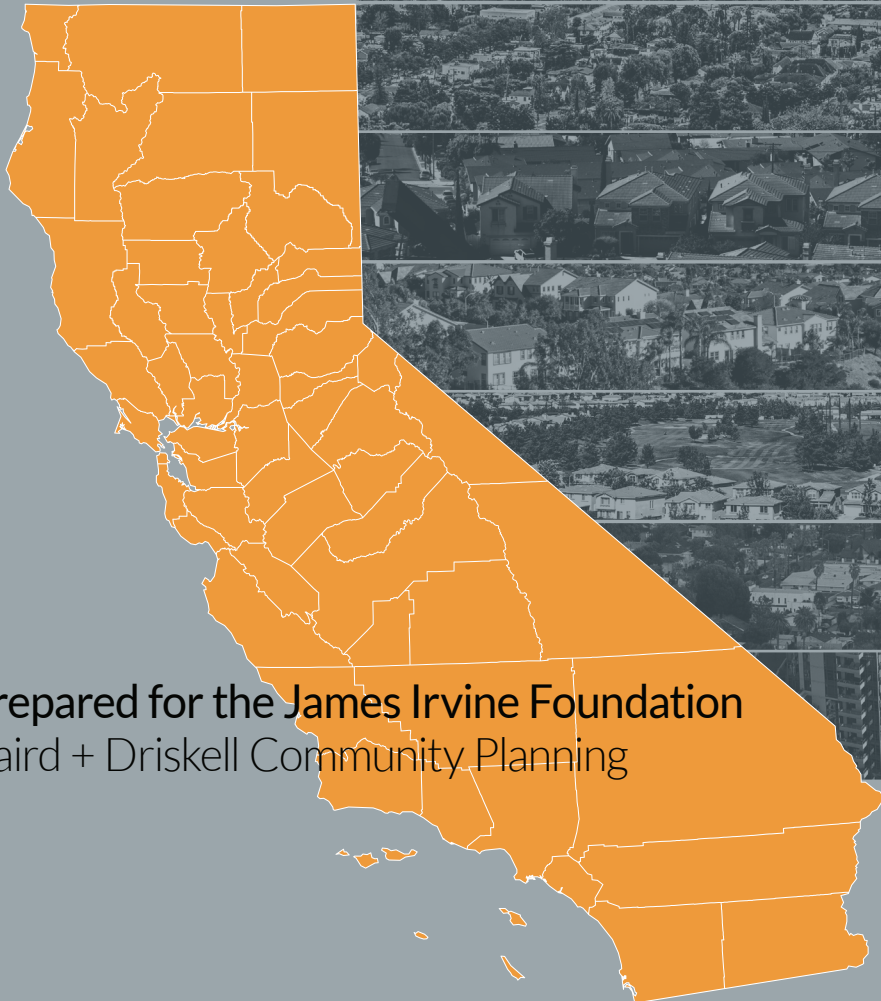 repared for the James Irvine Foundation
aird + Driskell Community Planning